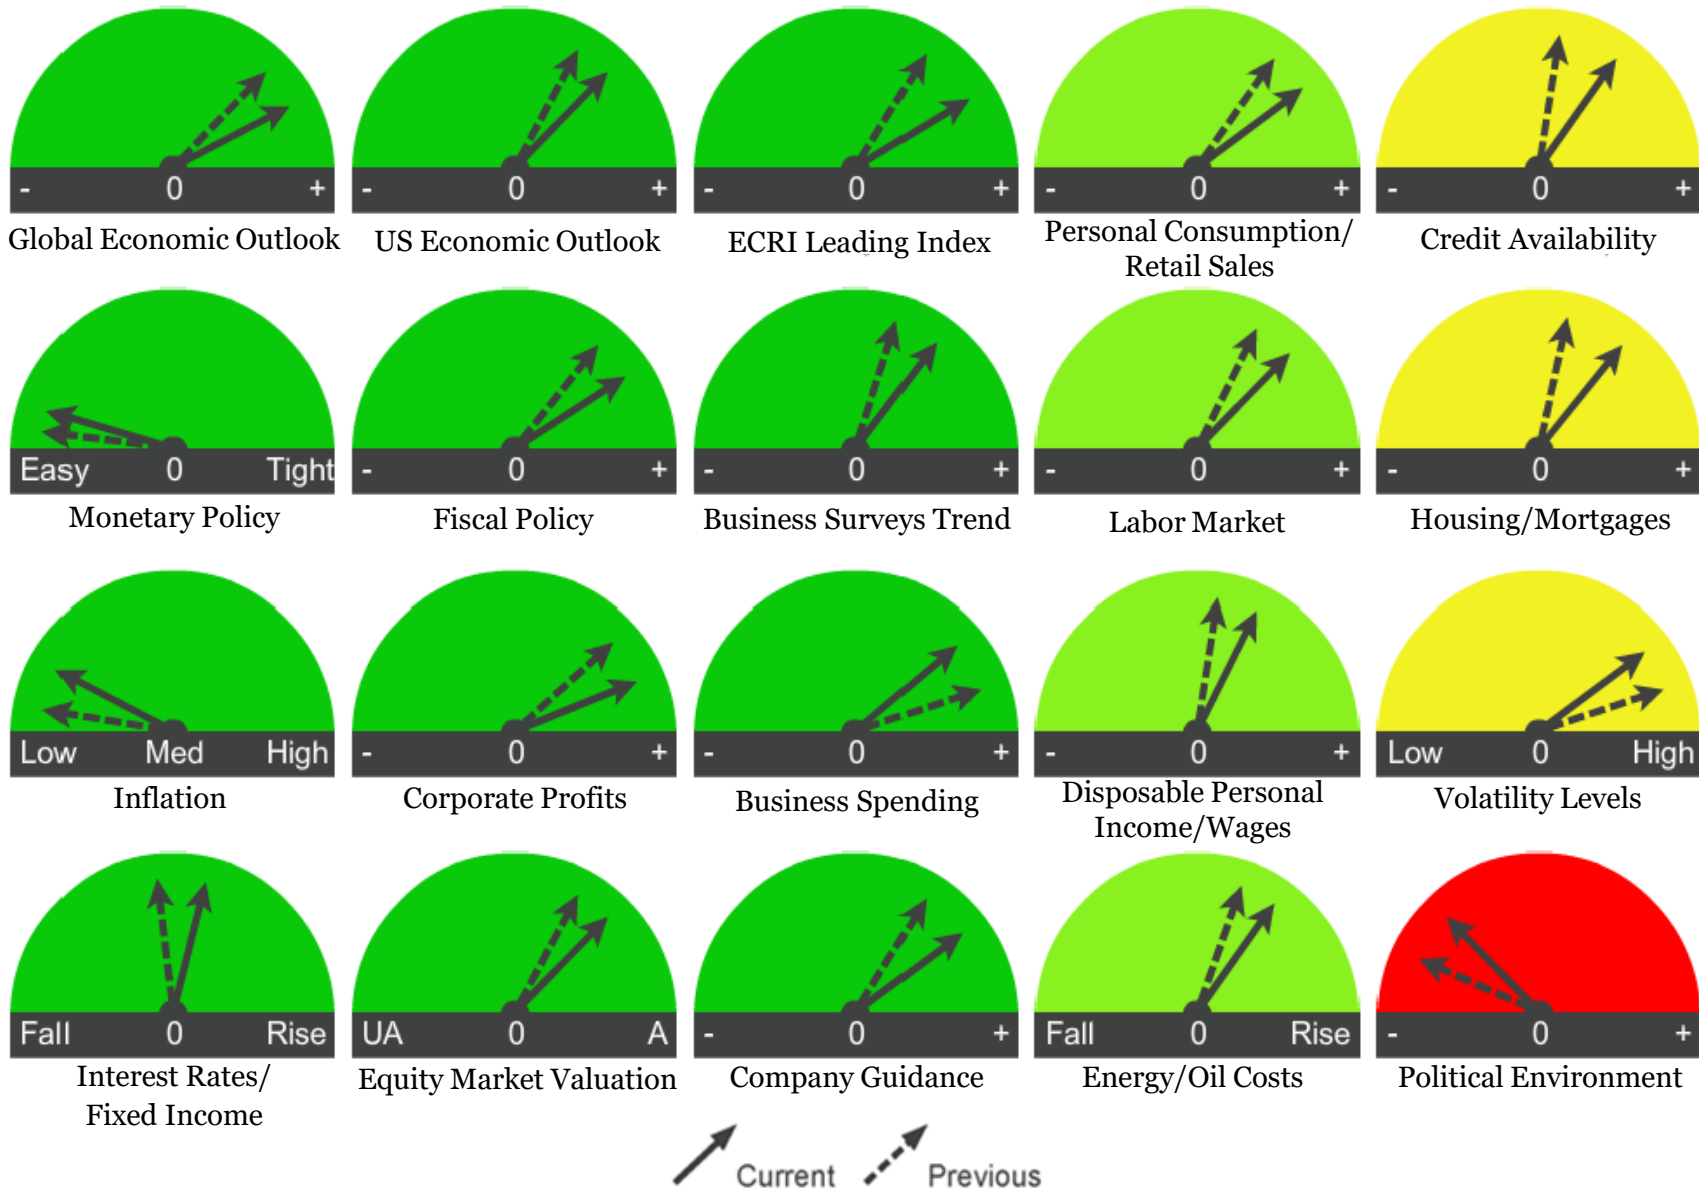 - 0 +
Global Economic Outlook
- 0 +
US Economic Outlook
- 0 +
ECRI Leading Index
- 0 +
Personal Consumption/
Retail Sales
- 0 +
Credit Availability
Easy 0 Tight
Monetary Policy
- 0 +
Fiscal Policy
- 0 +
Business Surveys Trend
- 0 +
Labor Market
- 0 +
Housing/Mortgages
Low Med High
Inflation
- 0 +
Corporate Profits
- 0 +
Business Spending
- 0 +
Disposable Personal
Income/Wages
Low 0 High
Volatility Levels
Fall 0 Rise
Interest Rates/
Fixed Income
UA 0 A
Equity Market Valuation
- 0 +
Company Guidance
Fall 0 Rise
Energy/Oil Costs
- 0 +
Political Environment
Current
Previous